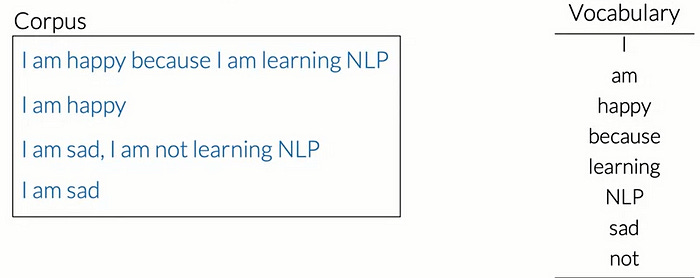 Corpus
I am happy because I am learning NLP
I am happy
I am sad, I am not learning NLP
I am sad
Vocabulary
I
am
happy
because
learning
NLP
sad
not